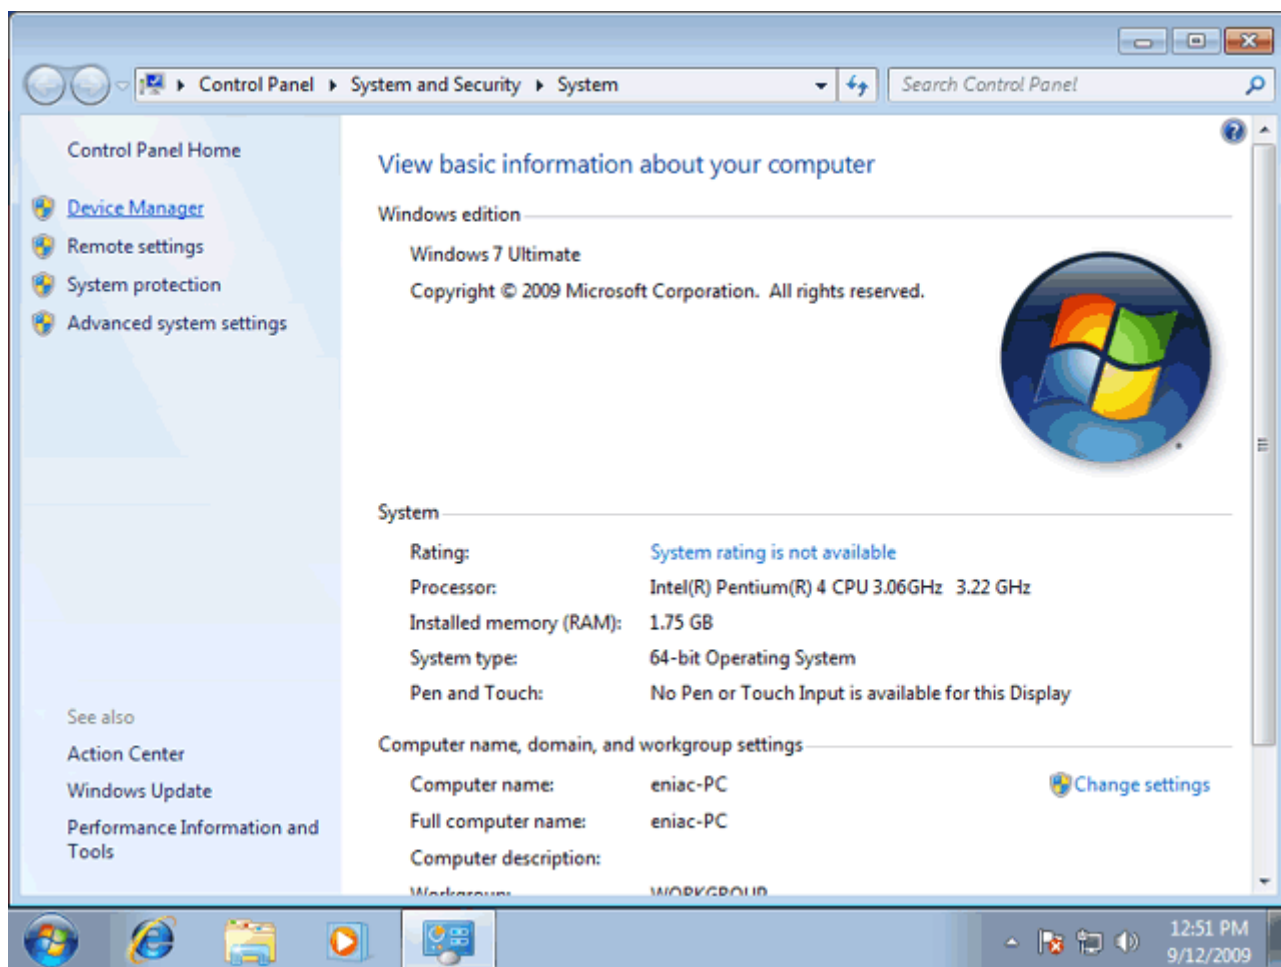 Control Panel ▸ System and Security ▸ System
Search Control Panel
Control Panel Home
Device Manager
Remote settings
System protection
Advanced system settings
See also
Action Center
Windows Update
Performance Information and
Tools
View basic information about your computer
Windows edition
Windows 7 Ultimate
Copyright © 2009 Microsoft Corporation. All rights reserved.
System
Rating: System rating is not available
Processor: Intel(R) Pentium(R) 4 CPU 3.06GHz 3.22 GHz
Installed memory (RAM): 1.75 GB
System type: 64-bit Operating System
Pen and Touch: No Pen or Touch Input is available for this Display
Computer name, domain, and workgroup settings
Computer name: eniac-PC Change settings
Full computer name: eniac-PC
Computer description:
Workgroup: WORKGROUP
12:51 PM
9/12/2009